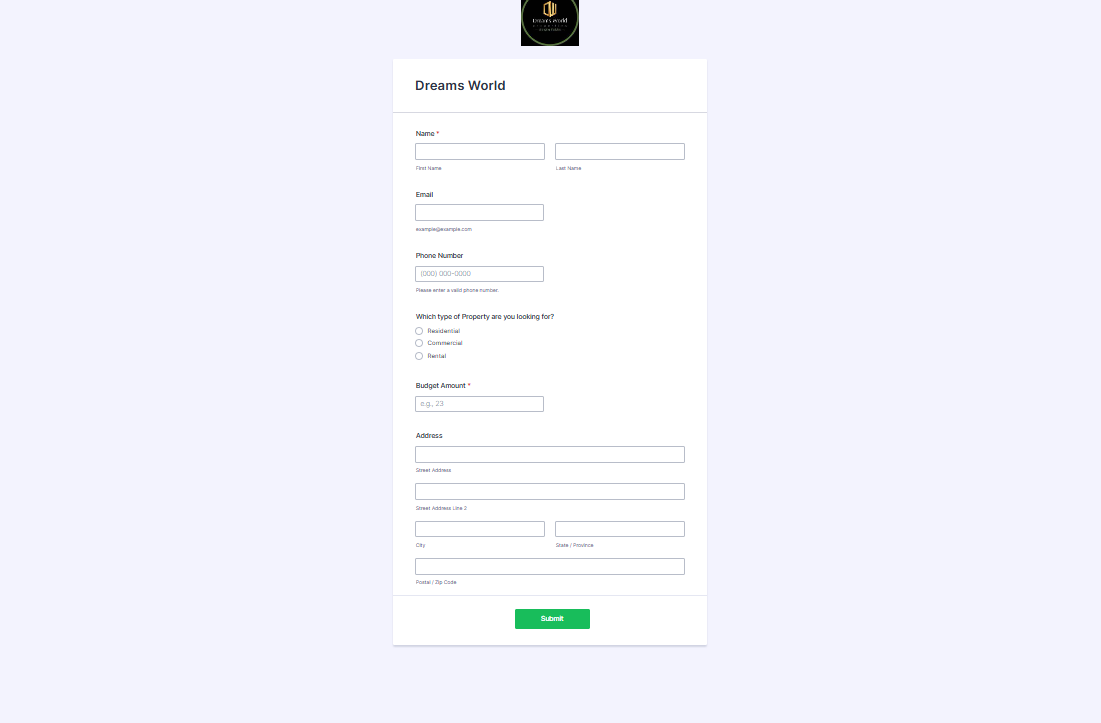 Dreams World
Dreams World
Name *
First Name
Last Name
Email
example@example.com
Phone Number
(000) 000-0000
Please enter a valid phone number.
Which type of Property are you looking for?
Residential
Commercial
Rental
Budget Amount *
e.g., 23
Address
Street Address
Street Address Line 2
City
State / Province
Postal / Zip Code
Submit